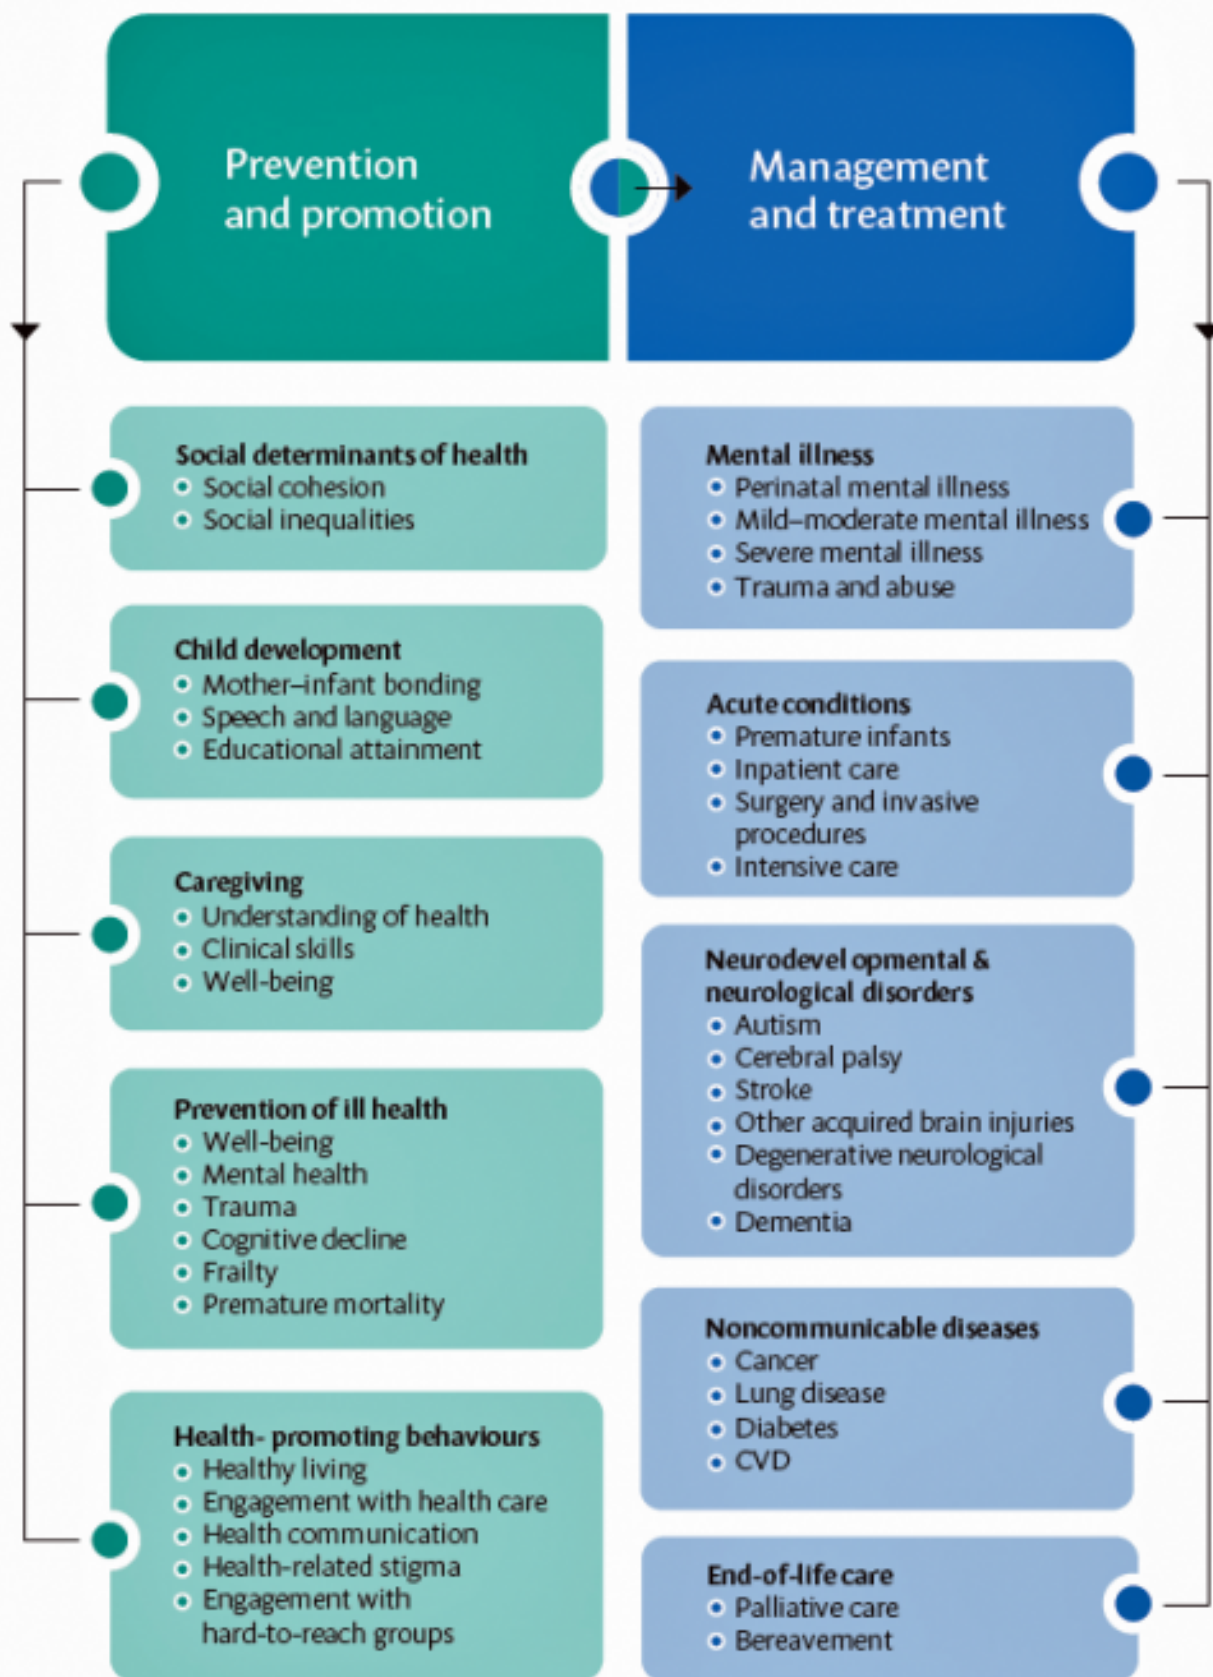 Prevention
and promotion
Management
and treatment
Social determinants of health
Social cohesion
Social inequalities
Child development
Mother–infant bonding
Speech and language
Educational attainment
Caregiving
Understanding of health
Clinical skills
Well-being
Prevention of ill health
Well-being
Mental health
Trauma
Cognitive decline
Frailty
Premature mortality
Health- promoting behaviours
Healthy living
Engagement with health care
Health communication
Health-related stigma
Engagement with
hard-to-reach groups
Mental illness
Perinatal mental illness
Mild–moderate mental illness
Severe mental illness
Trauma and abuse
Acute conditions
Premature infants
Inpatient care
Surgery and invasive
procedures
Intensive care
Neurodevel opmental &
neurological disorders
Autism
Cerebral palsy
Stroke
Other acquired brain injuries
Degenerative neurological
disorders
Dementia
Noncommunicable diseases
Cancer
Lung disease
Diabetes
CVD
End-of-life care
Palliative care
Bereavement